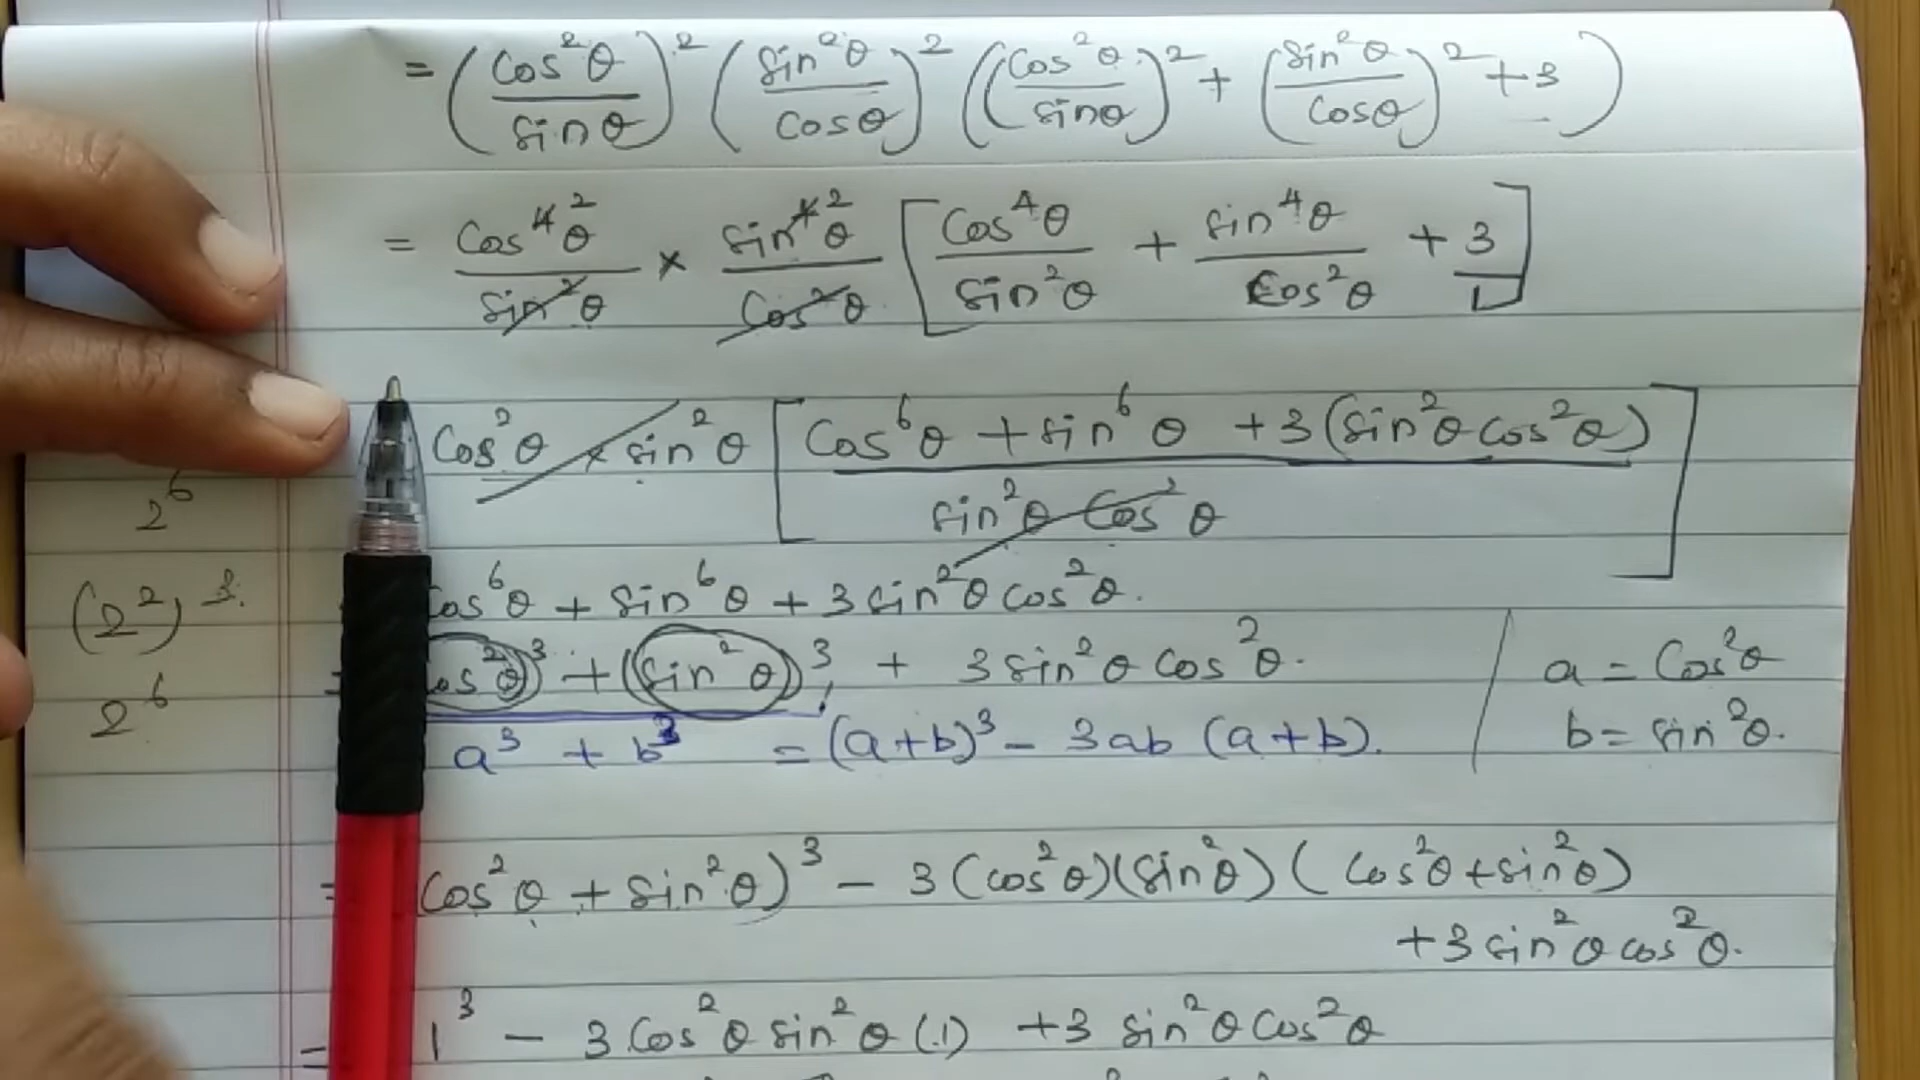 = (cos²θ/sinθ)² (sin²θ/cosθ)² ((cos²θ/sinθ)² + (sin²θ/cosθ)² + 3)
= cos⁴²θ/sin²θ × sin⁴²θ/cos²θ [cos⁴θ/sin²θ + sin⁴θ/cos²θ + 3]
cos²θ × sin²θ [cos⁶θ + sin⁶θ + 3(sin²θ cos²θ)/sin²θ cos²θ]
2⁶
(2²)³
2⁶
cos⁶θ + sin⁶θ + 3 sin²θ cos²θ.
= cos²θ)³ + (sin²θ)³ + 3 sin²θ cos²θ.
a³ + b³ = (a+b)³ - 3ab (a+b).
a = cos²θ
b = sin²θ.
= cos²θ + sin²θ)³ - 3(cos²θ)(sin²θ)(cos²θ + sin²θ)
+3 sin²θ cos²θ.
= 1³ - 3 cos²θ sin²θ (1) + 3 sin²θ cos²θ